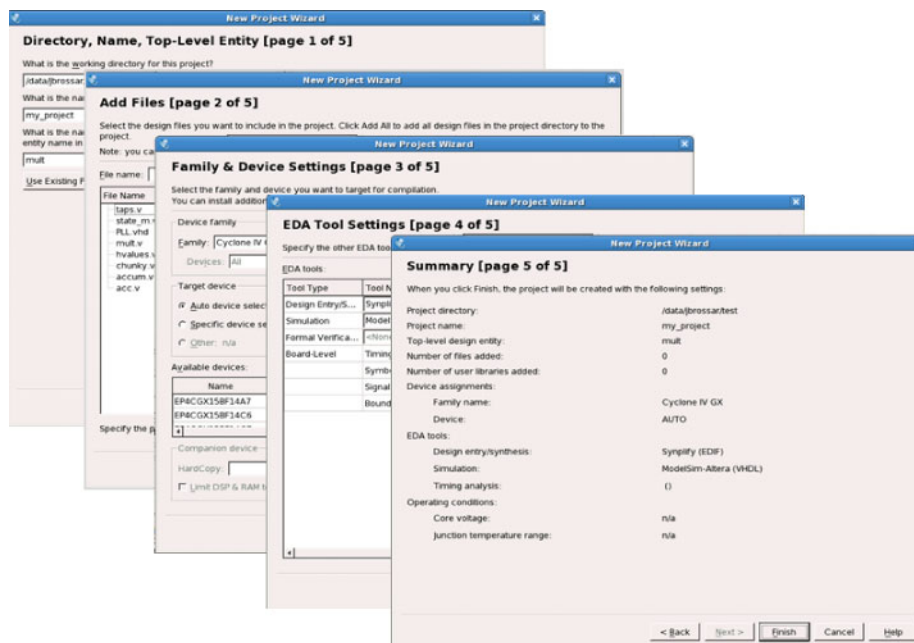 New Project Wizard
Directory, Name, Top-Level Entity [page 1 of 5]
What is the working directory for this project?
/data/jbrossar
What is the na
my_project
What is the na
entity name in
mult
Use Existing P
New Project Wizard
Add Files [page 2 of 5]
Select the design files you want to include in the project. Click Add All to add all design files in the project directory to the
project.
Note: you ca
File name:
File Name
taps.v
state_m.
PLL.vhd
mult.v
hvalues.v
chunky.v
accum.v
acc.v
Specify the p
New Project Wizard
Family & Device Settings [page 3 of 5]
Select the family and device you want to target for compilation.
You can install addition
Device family
Family: Cyclone IV G
Devices: All
Target device
Auto device selec
Specific device se
Other: n/a
Available devices:
Name
EP4CGX15BF14A7
EP4CGX15BF14C6
Companion device
HardCopy:
Limit DSP & RAM t
New Project Wizard
EDA Tool Settings [page 4 of 5]
Specify the other EDA too
EDA tools:
Tool Type Tool N
Design Entry/S... Synpli
Simulation Model
Formal Verifica... <None
Board-Level Timing
Symbo
Signal
Bound
New Project Wizard
Summary [page 5 of 5]
When you click Finish, the project will be created with the following settings:
Project directory: /data/jbrossar/test
Project name: my_project
Top-level design entity: mult
Number of files added: 0
Number of user libraries added: 0
Device assignments:
Family name: Cyclone IV GX
Device: AUTO
EDA tools:
Design entry/synthesis: Synplify (EDIF)
Simulation: ModelSim-Altera (VHDL)
Timing analysis: ()
Operating conditions:
Core voltage: n/a
Junction temperature range: n/a
< Back Next > Finish Cancel Help